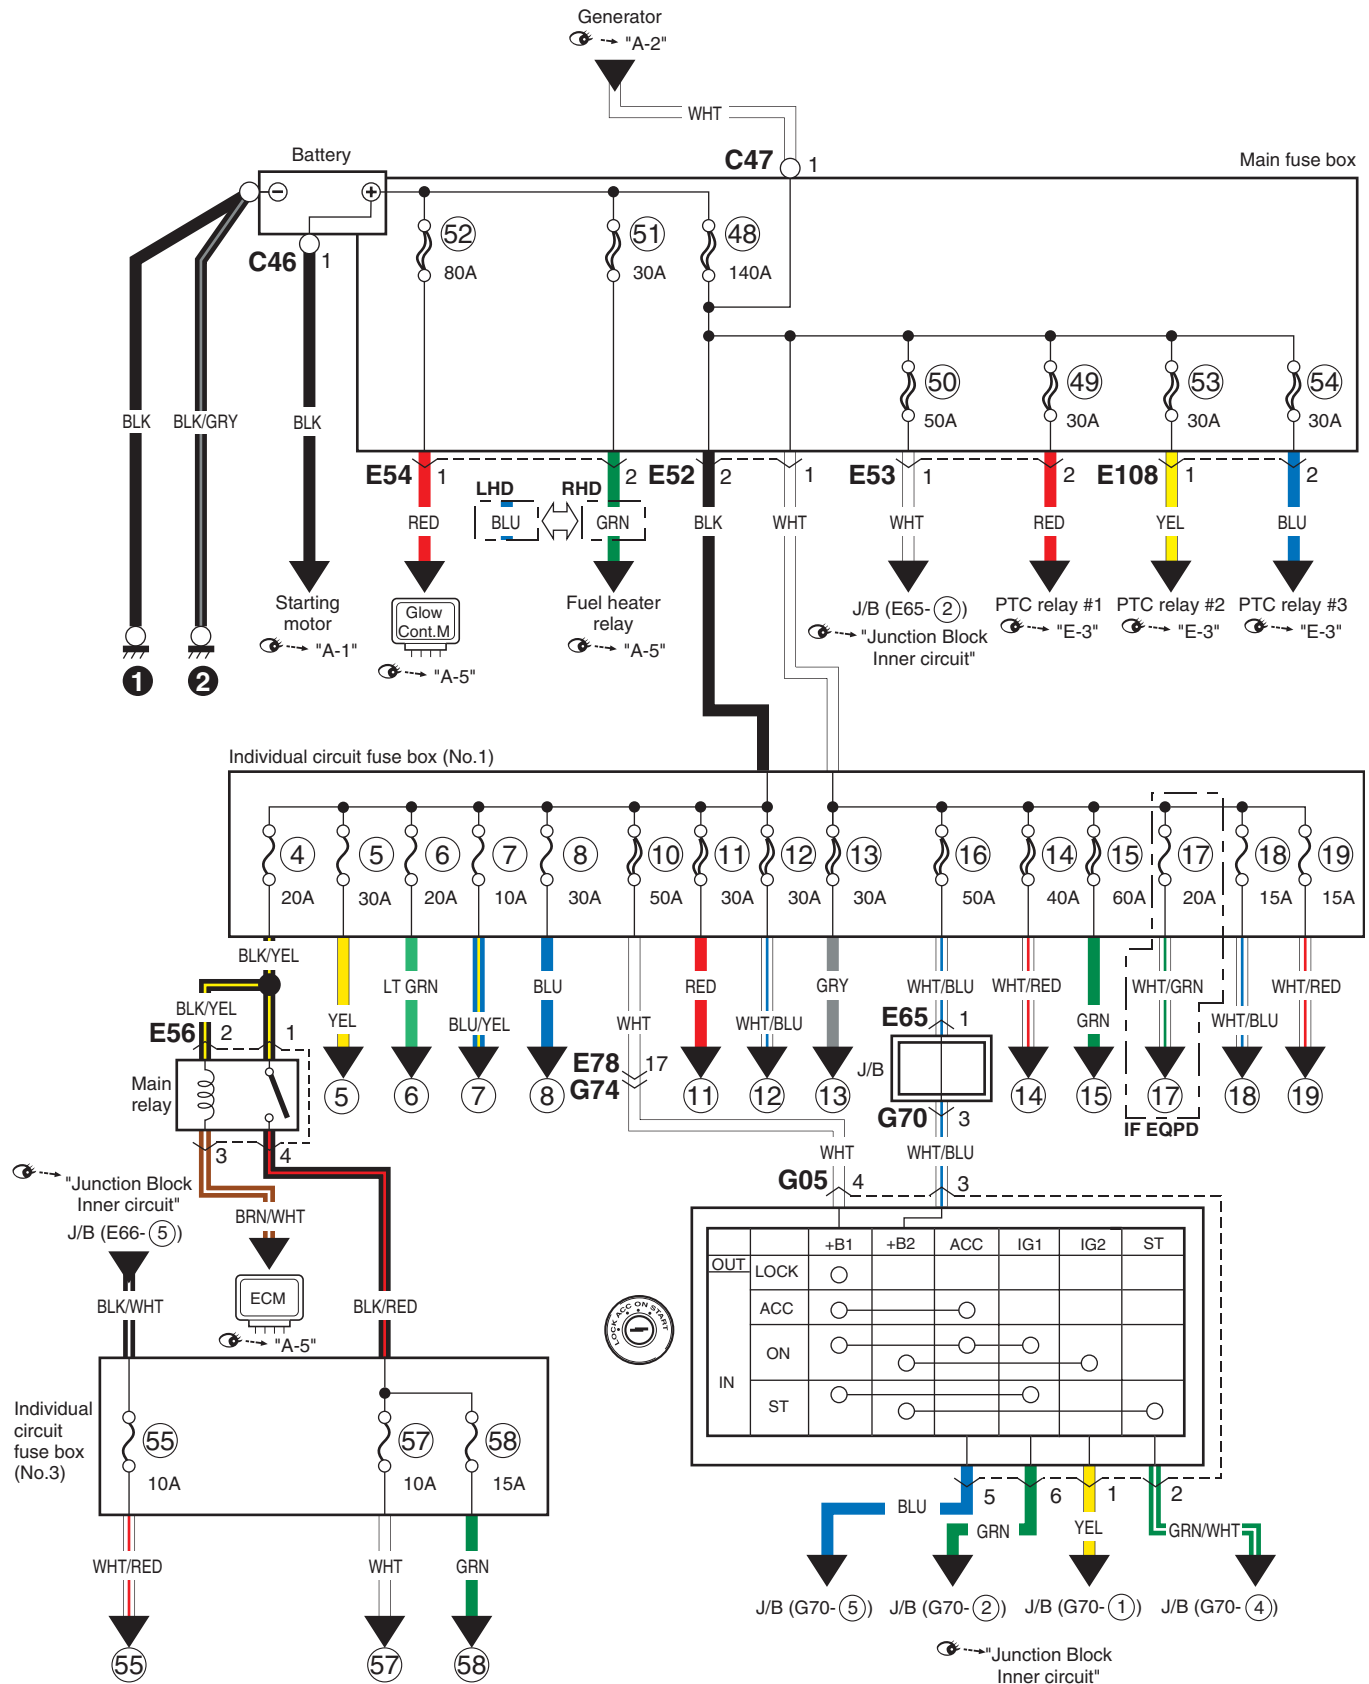 Generator
"A-2"
WHT
Battery
C47 1
Main fuse box
− +
52 51 48
80A 30A 140A
C46 1
50 49 53 54
50A 30A 30A 30A
BLK BLK/GRY BLK
E54 1 2 E52 2 1 E53 1 2 E108 1 2
LHD RHD
RED BLU GRN BLK WHT WHT RED YEL BLU
Starting
motor
"A-1"
Glow
Cont.M
"A-5"
Fuel heater
relay
"A-5"
J/B (E65-2)
"Junction Block
Inner circuit"
PTC relay #1
"E-3"
PTC relay #2
"E-3"
PTC relay #3
"E-3"
1 2
Individual circuit fuse box (No.1)
4 5 6 7 8 10 11 12 13 16 14 15 17 18 19
20A 30A 20A 10A 30A 50A 30A 30A 30A 50A 40A 60A 20A 15A 15A
BLK/YEL
LT GRN BLU RED GRY WHT/BLU WHT/RED WHT/GRN WHT/RED
BLK/YEL
YEL BLU/YEL WHT WHT/BLU GRN WHT/BLU
E56 2 1
E65 1
E78 17
G74
J/B
Main
relay
5 6 7 8 11 12 13 14 15 17 18 19
G70 3
IF EQPD
3 4
WHT WHT/BLU
G05 4 3
"Junction Block
Inner circuit"
J/B (E66-5)
BRN/WHT
ECM
"A-5"
BLK/WHT BLK/RED
LOCK ACC ON START
+B1 +B2 ACC IG1 IG2 ST
OUT
LOCK
ACC
ON
IN
ST
Individual
circuit
fuse box
(No.3)
55 57 58
10A 10A 15A
5 6 1 2
BLU GRN YEL GRN/WHT
WHT/RED WHT GRN
J/B (G70-5) J/B (G70-2) J/B (G70-1) J/B (G70-4)
"Junction Block
Inner circuit"
55 57 58